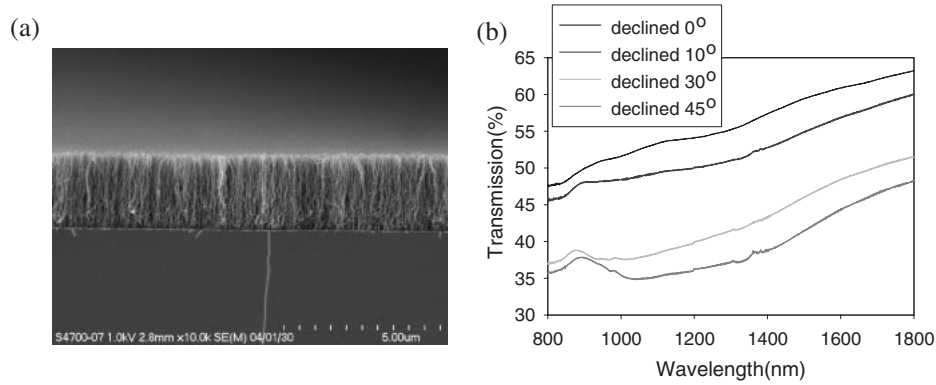 (a)
S4700-07 1.0kV 2.8mm x10.0k SE(M) 04/01/30 5.00um
(b)
declined 0°
declined 10°
declined 30°
declined 45°
65
60
55
50
45
40
35
30
Transmission(%)
800 1000 1200 1400 1600 1800
Wavelength(nm)